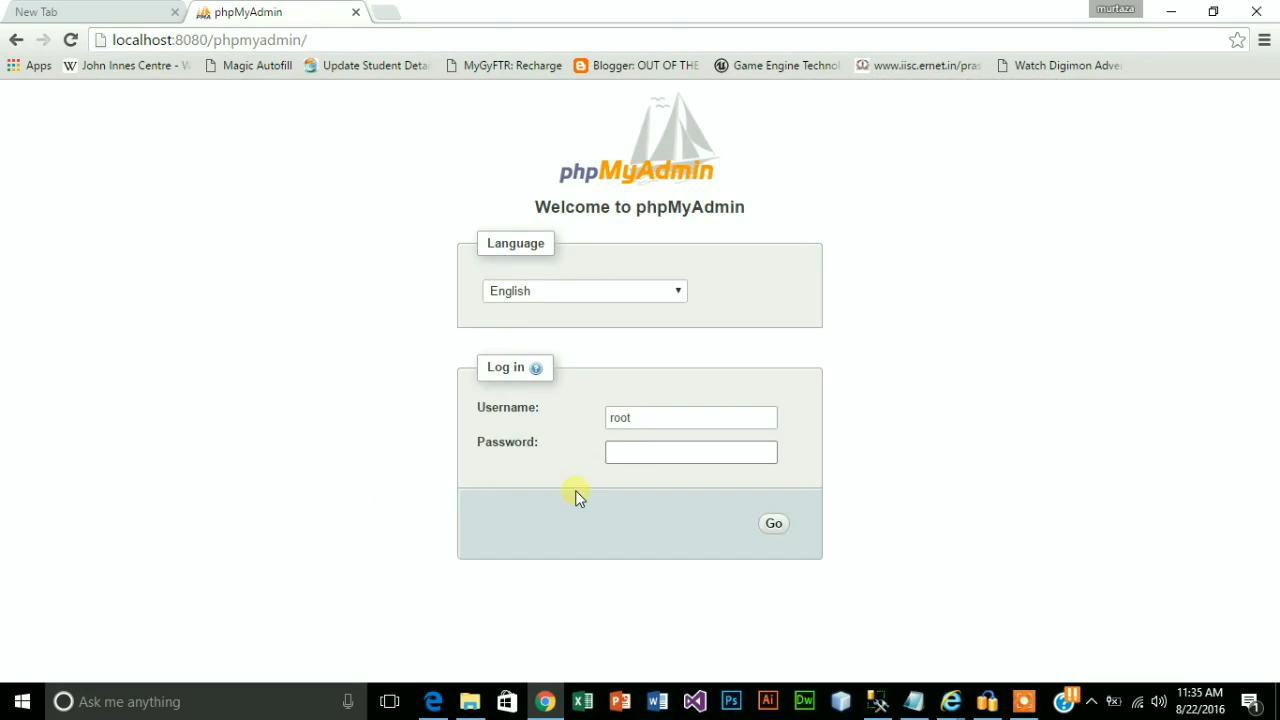 New Tab
phpMyAdmin
murtaza
localhost:8080/phpmyadmin/
Apps
John Innes Centre - W
Magic Autofill
Update Student Deta
MyGyFTR: Recharge
Blogger: OUT OF THE
Game Engine Technol
www.iisc.ernet.in/pras
Watch Digimon Adve
phpMyAdmin
Welcome to phpMyAdmin
Language
English
Log in
Username:
root
Password:
Go
Ask me anything
11:35 AM
8/22/2016